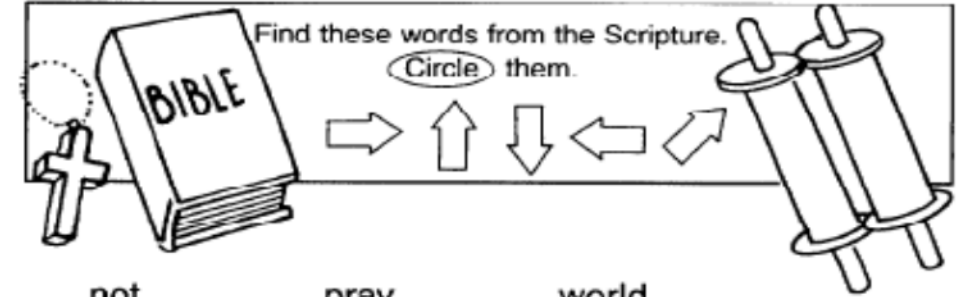 Find these words from the Scripture.
Circle them.
BIBLE
not pray world